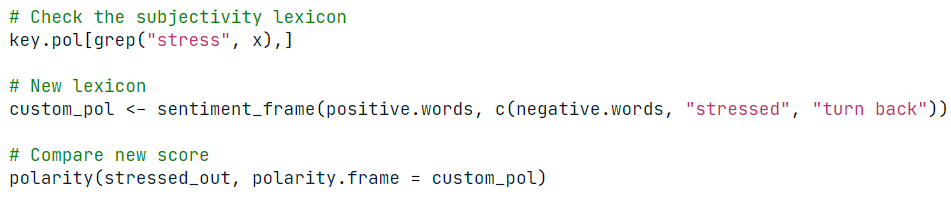 # Check the subjectivity lexicon
key.pol[grep("stress", x),]
# New lexicon
custom_pol <- sentiment_frame(positive.words, c(negative.words, "stressed", "turn back"))
# Compare new score
polarity(stressed_out, polarity.frame = custom_pol)